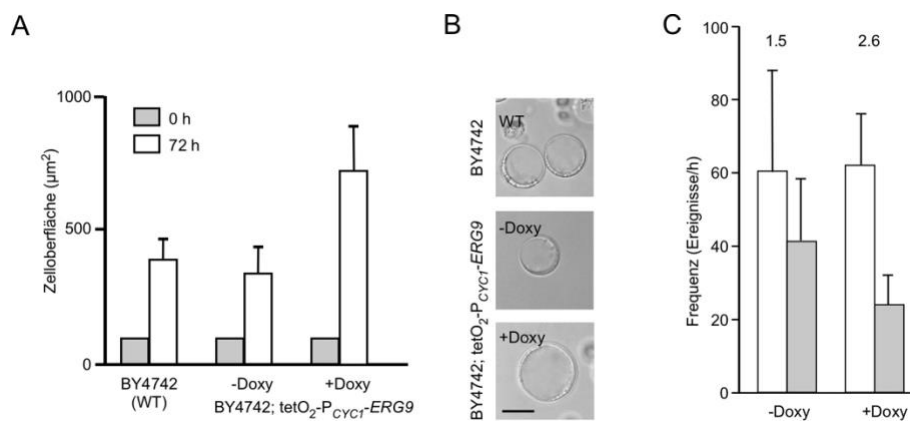 A
Zelloberfläche (µm²)
1000
500
0
0 h
72 h
BY4742
(WT)
-Doxy
+Doxy
BY4742; tetO₂-P_CYC1-ERG9
B
BY4742
WT
BY4742; tetO₂-P_CYC1-ERG9
-Doxy
+Doxy
C
Frequenz (Ereignisse/h)
100
80
60
40
20
0
1.5
2.6
-Doxy
+Doxy